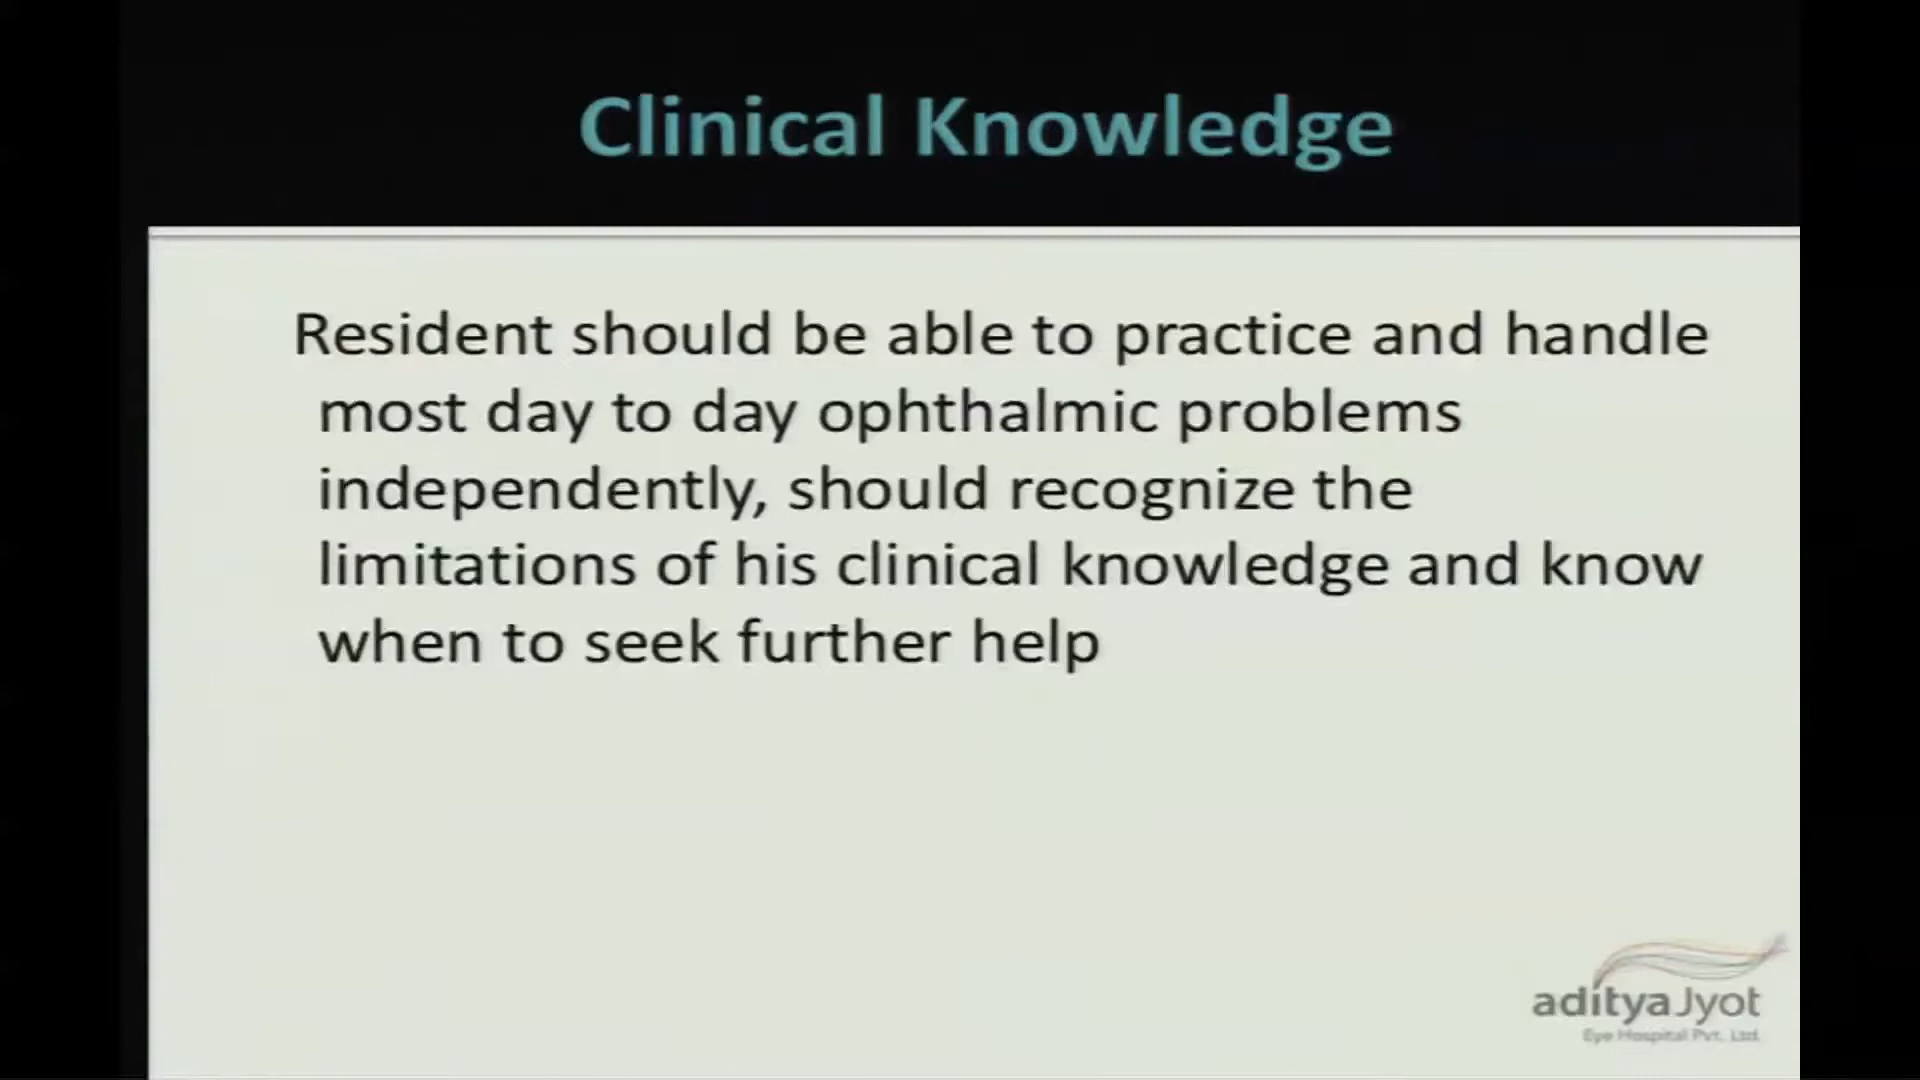 Clinical Knowledge
Resident should be able to practice and handle
most day to day ophthalmic problems
independently, should recognize the
limitations of his clinical knowledge and know
when to seek further help
aditya Jyot
Eye Hospital Pvt. Ltd.